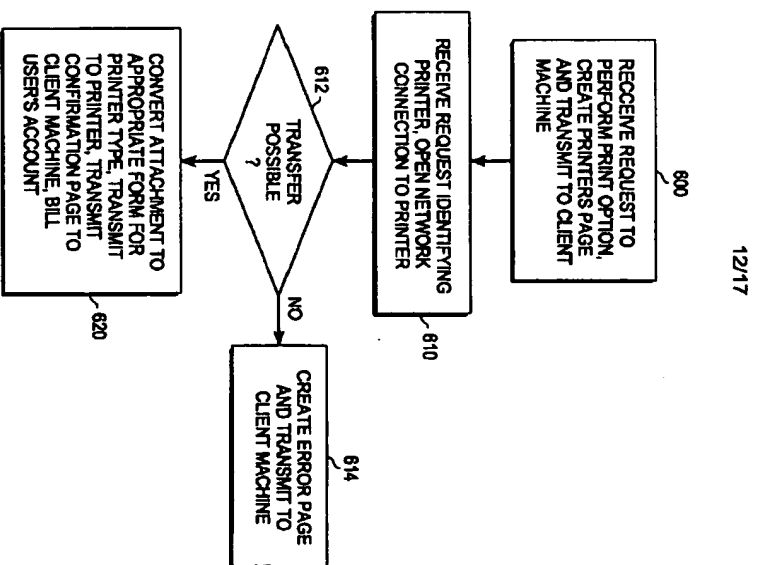 12/17
600
RECCEIVE REQUEST TO
PERFORM PRINT OPTION,
CREATE PRINTERS PAGE
AND TRANSMIT TO CLIENT
MACHINE
RECEIVE REQUEST IDENTIFYING
PRINTER, OPEN NETWORK
CONNECTION TO PRINTER
610
612
TRANSFER
POSSIBLE
?
NO
YES
CREATE ERROR PAGE
AND TRANSMIT TO
CLIENT MACHINE
614
CONVERT ATTACHMENT TO
APPROPRIATE FORM FOR
PRINTER TYPE, TRANSMIT
TO PRINTER, TRANSMIT
CONFIRMATION PAGE TO
CLIENT MACHINE, BILL
USER'S ACCOUNT
620